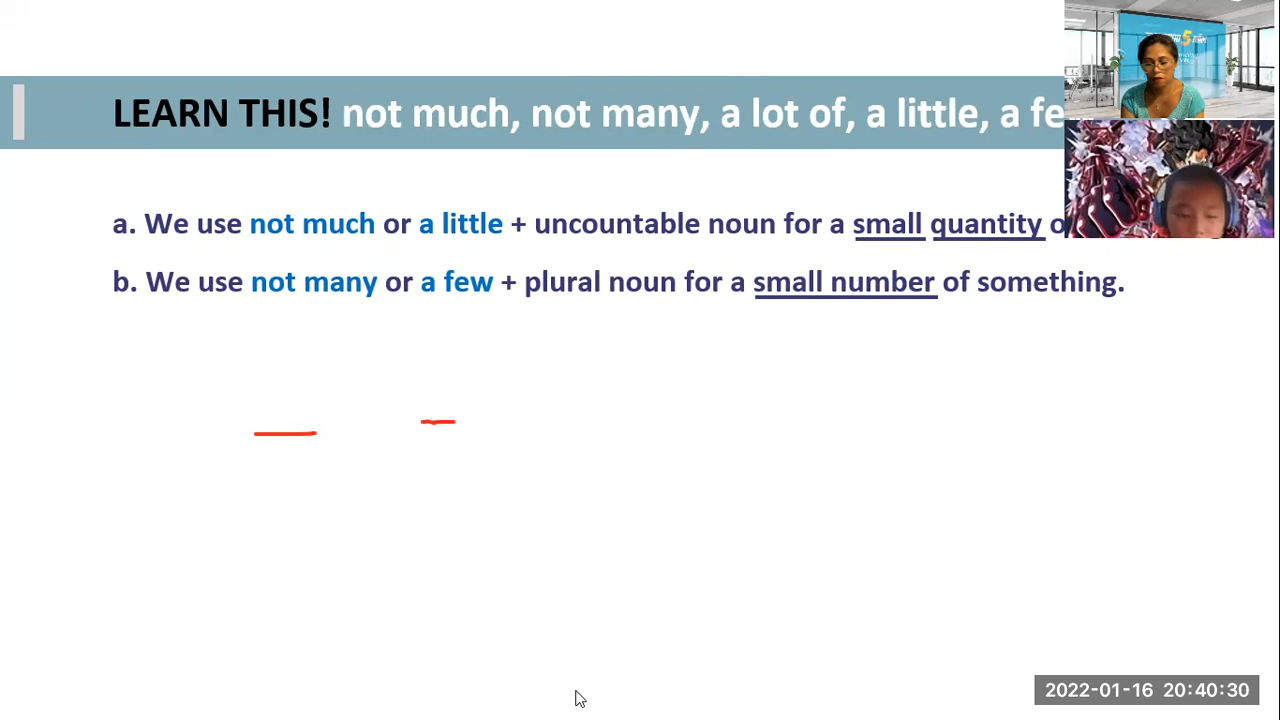 LEARN THIS! not much, not many, a lot of, a little, a
a. We use not much or a little + uncountable noun for a small quantity
b. We use not many or a few + plural noun for a small number of something.
2022-01-16 20:40:30